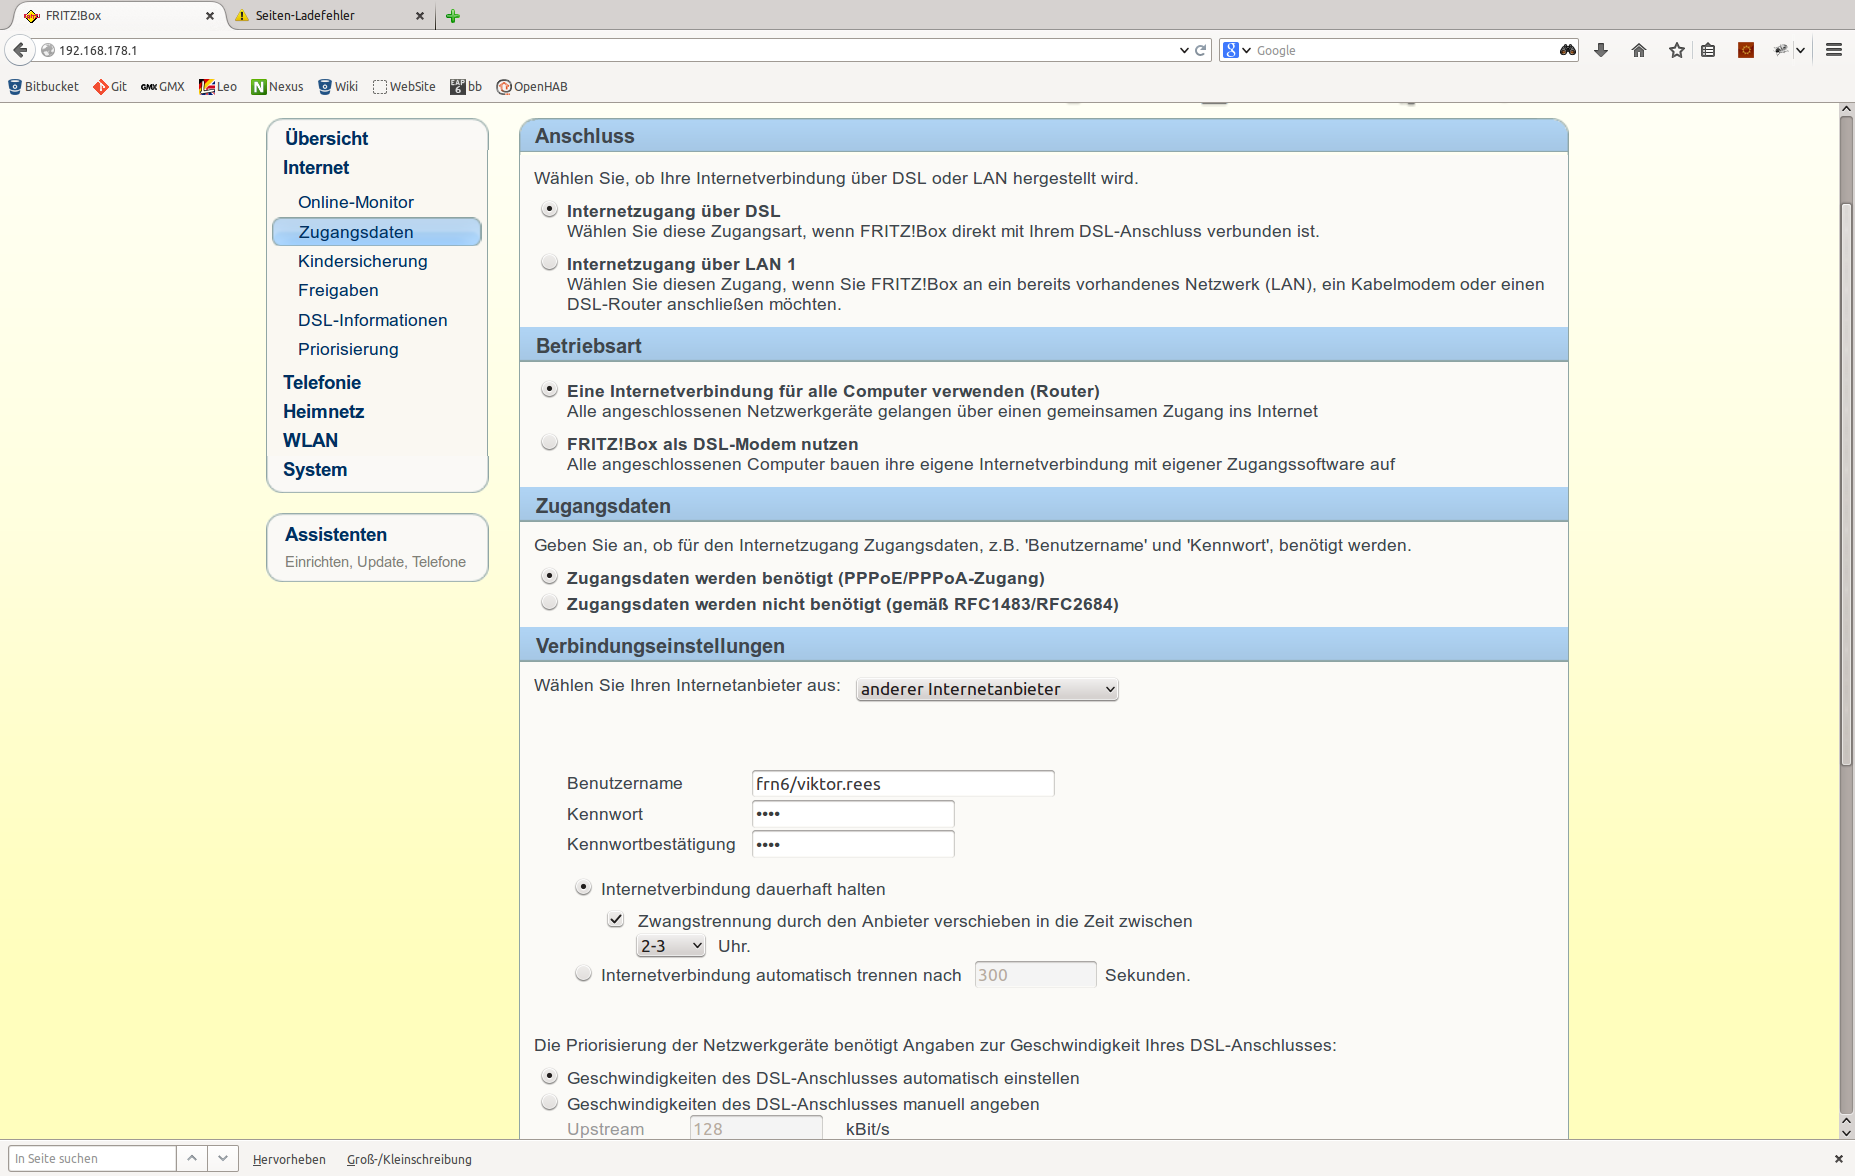 FRITZ!Box
Seiten-Ladefehler
192.168.178.1
Google
Bitbucket Git GMX GMX Leo Nexus Wiki WebSite bb OpenHAB
Übersicht
Internet
Online-Monitor
Zugangsdaten
Kindersicherung
Freigaben
DSL-Informationen
Priorisierung
Telefonie
Heimnetz
WLAN
System
Assistenten
Einrichten, Update, Telefone
Anschluss
Wählen Sie, ob Ihre Internetverbindung über DSL oder LAN hergestellt wird.
Internetzugang über DSL
Wählen Sie diese Zugangsart, wenn FRITZ!Box direkt mit Ihrem DSL-Anschluss verbunden ist.
Internetzugang über LAN 1
Wählen Sie diesen Zugang, wenn Sie FRITZ!Box an ein bereits vorhandenes Netzwerk (LAN), ein Kabelmodem oder einen
DSL-Router anschließen möchten.
Betriebsart
Eine Internetverbindung für alle Computer verwenden (Router)
Alle angeschlossenen Netzwerkgeräte gelangen über einen gemeinsamen Zugang ins Internet
FRITZ!Box als DSL-Modem nutzen
Alle angeschlossenen Computer bauen ihre eigene Internetverbindung mit eigener Zugangssoftware auf
Zugangsdaten
Geben Sie an, ob für den Internetzugang Zugangsdaten, z.B. 'Benutzername' und 'Kennwort', benötigt werden.
Zugangsdaten werden benötigt (PPPoE/PPPoA-Zugang)
Zugangsdaten werden nicht benötigt (gemäß RFC1483/RFC2684)
Verbindungseinstellungen
Wählen Sie Ihren Internetanbieter aus: anderer Internetanbieter
Benutzername frn6/viktor.rees
Kennwort ••••
Kennwortbestätigung ••••
Internetverbindung dauerhaft halten
Zwangstrennung durch den Anbieter verschieben in die Zeit zwischen
2-3 Uhr.
Internetverbindung automatisch trennen nach 300 Sekunden.
Die Priorisierung der Netzwerkgeräte benötigt Angaben zur Geschwindigkeit Ihres DSL-Anschlusses:
Geschwindigkeiten des DSL-Anschlusses automatisch einstellen
Geschwindigkeiten des DSL-Anschlusses manuell angeben
Upstream 128 kBit/s
In Seite suchen Hervorheben Groß-/Kleinschreibung